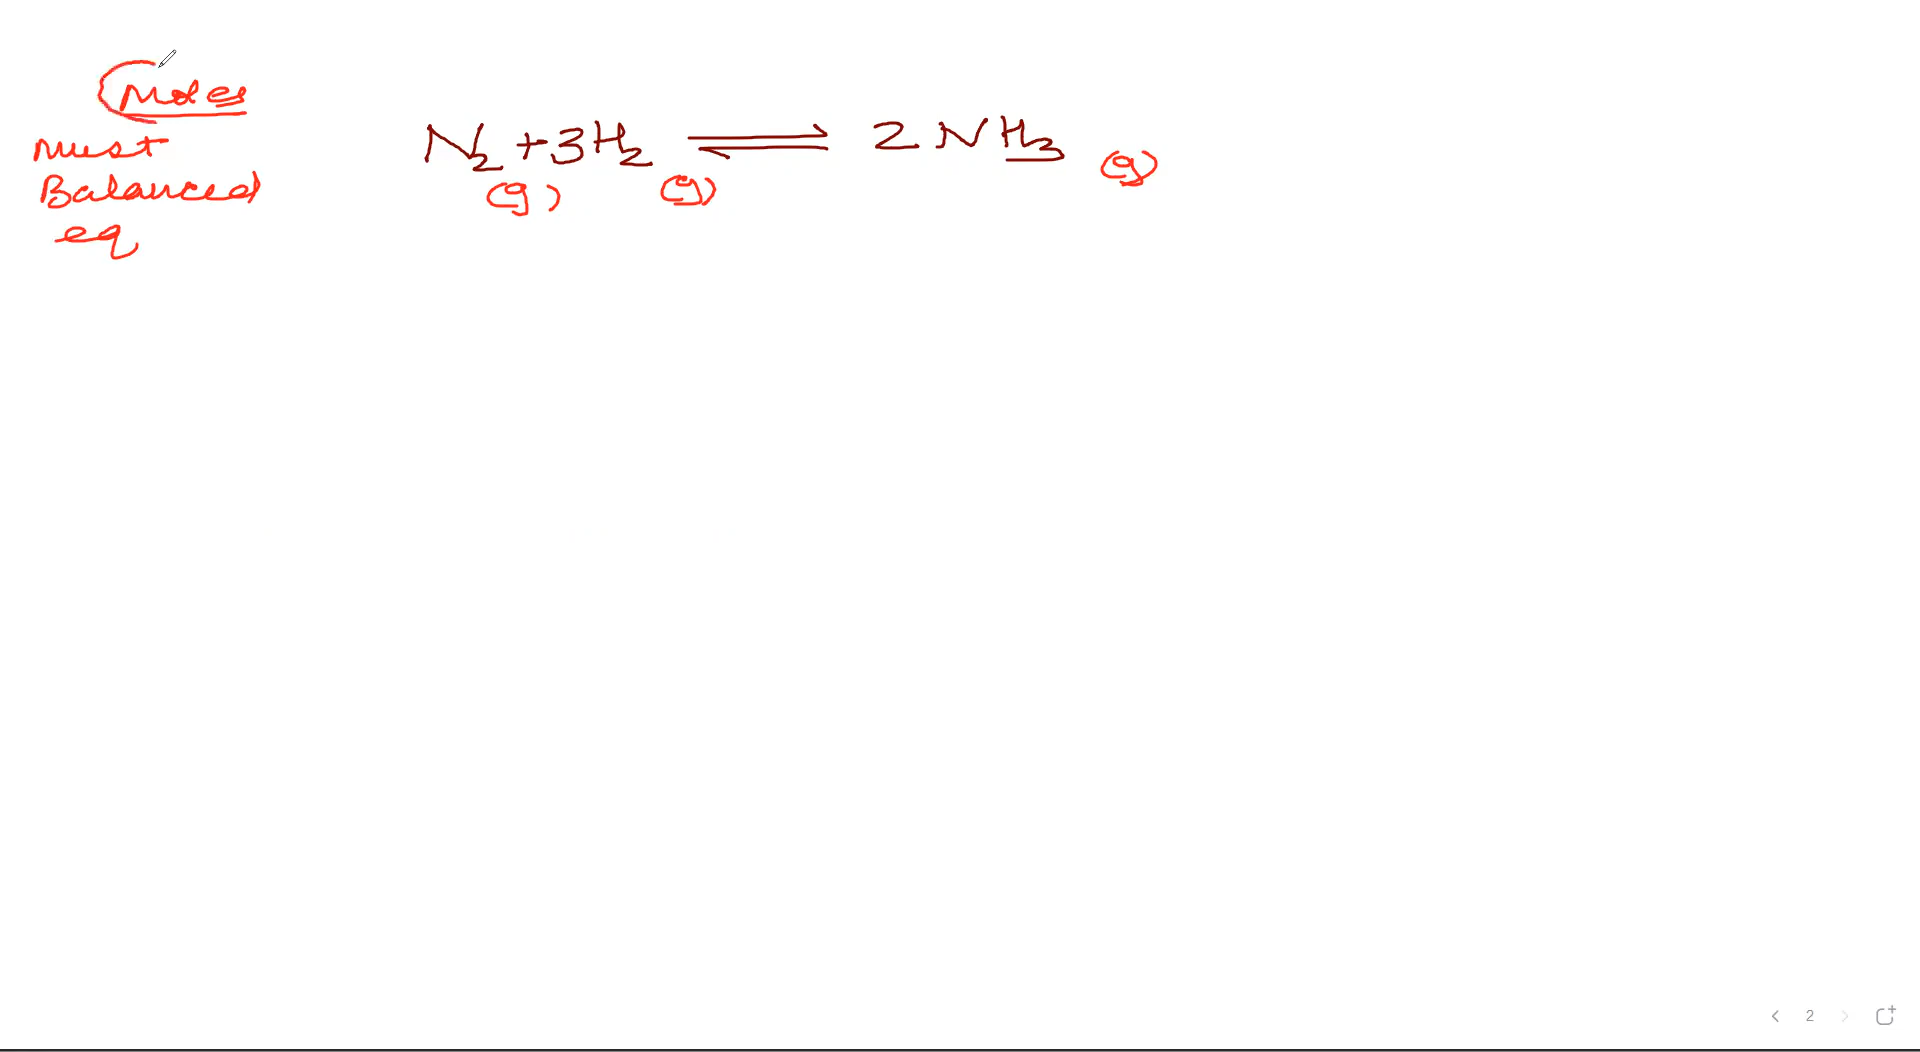 Moles
must
Balanced
eq
N₂ + 3H₂ ⇌ 2NH₃
(g) (g) (g)
2